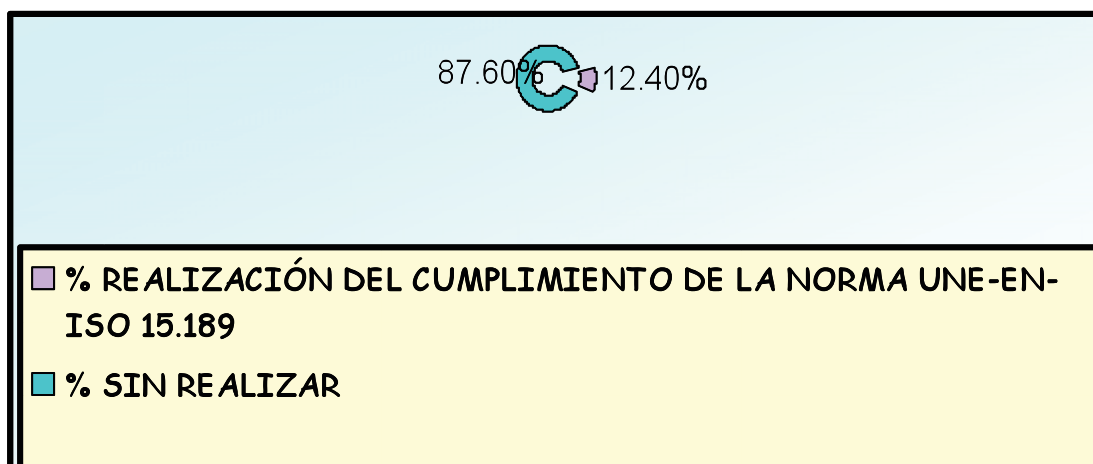 87.60% 12.40%
% REALIZACIÓN DEL CUMPLIMIENTO DE LA NORMA UNE-EN-
ISO 15.189
% SIN REALIZAR